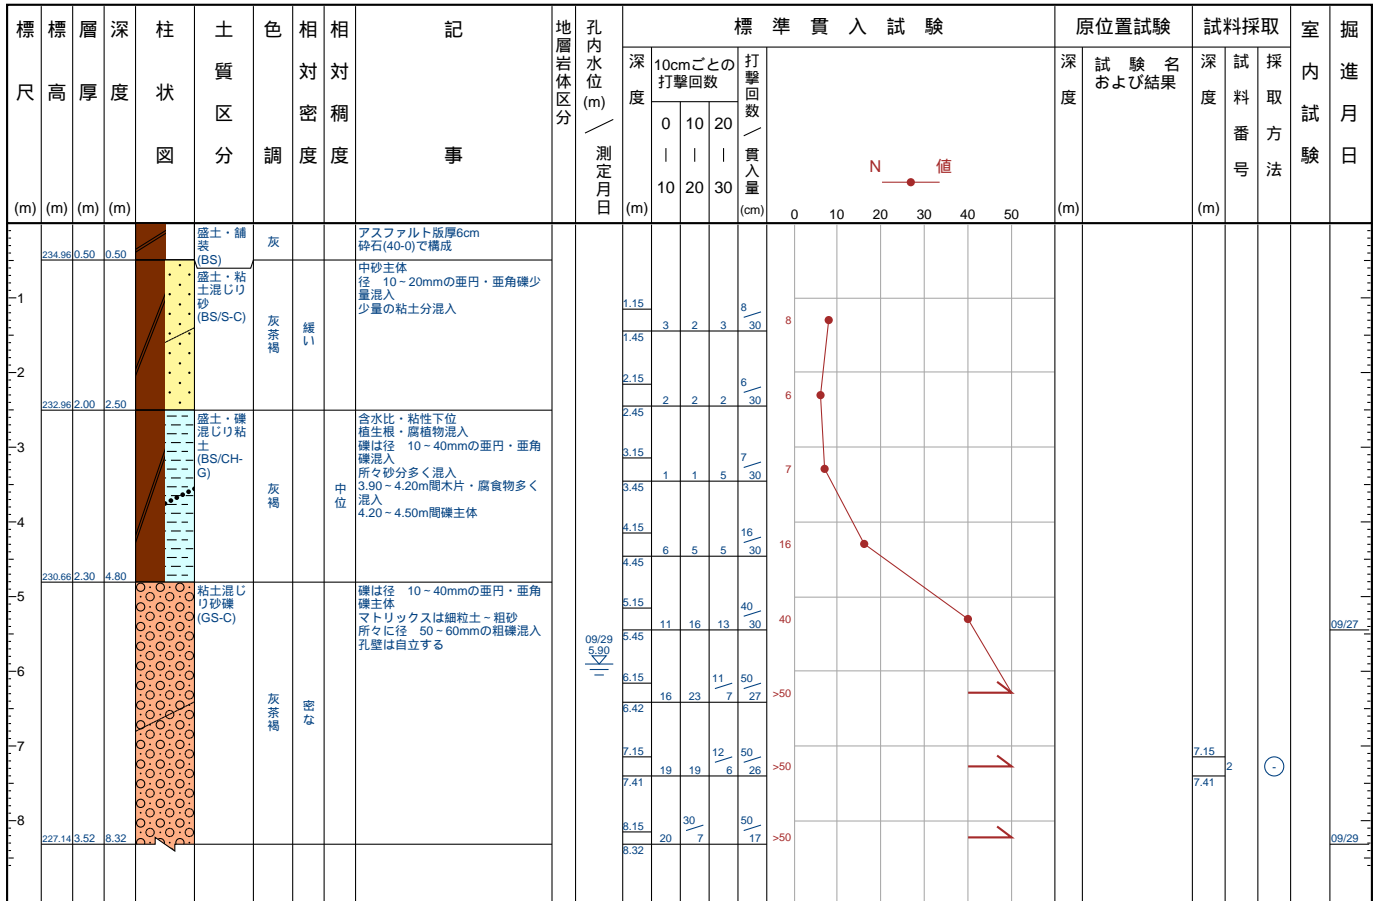 標尺 (m)
標高 (m)
層厚 (m)
深度 (m)
柱状図
土質区分
色調
相対密度
相対稠度
記事
地層岩体区分
孔内水位 (m) ／ 測定月日
標準貫入試験
深度 (m)
10cmごとの
打撃回数
0 | 10
10 | 20
20 | 30
打撃回数／貫入量 (cm)
N 値
0 10 20 30 40 50
原位置試験
深度 (m)
試験名
および結果
試料採取
深度 (m)
試料番号
採取方法
室内試験
掘進月日
234.96 0.50 0.50
盛土・舗
装
(BS)
灰
アスファルト版厚6cm
砕石(40-0)で構成
盛土・粘
土混じり
砂
(BS/S-C)
灰茶褐
緩い
中砂主体
径 10~20mmの亜円・亜角礫少
量混入
少量の粘土分混入
1
1.15
3 2 3 8/30
8
1.45
2
2.15
2 2 2 6/30
6
2.45
232.96 2.00 2.50
盛土・礫
混じり粘
土
(BS/CH-
G)
灰褐
中位
含水比・粘性下位
植生根・腐植物混入
礫は径 10~40mmの亜円・亜角
礫混入
所々砂分多く混入
3.90~4.20m間木片・腐食物多く
混入
4.20~4.50m間礫主体
3
3.15
1 1 5 7/30
7
3.45
4
4.15
6 5 5 16/30
16
4.45
230.66 2.30 4.80
粘土混じ
り砂礫
(GS-C)
灰茶褐
密な
礫は径 10~40mmの亜円・亜角
礫主体
マトリックスは細粒土~粗砂
所々に径 50~60mmの粗礫混入
孔壁は自立する
5
5.15
11 16 13 40/30
40
5.45
09/27
09/29
5.90
6
6.15
16 23 11/7 50/27
>50
6.42
7
7.15
19 19 12/6 50/26
>50
7.41
7.15
2
-
7.41
8
8.15
20 30/7 50/17
>50
8.32
227.14 3.52 8.32
09/29